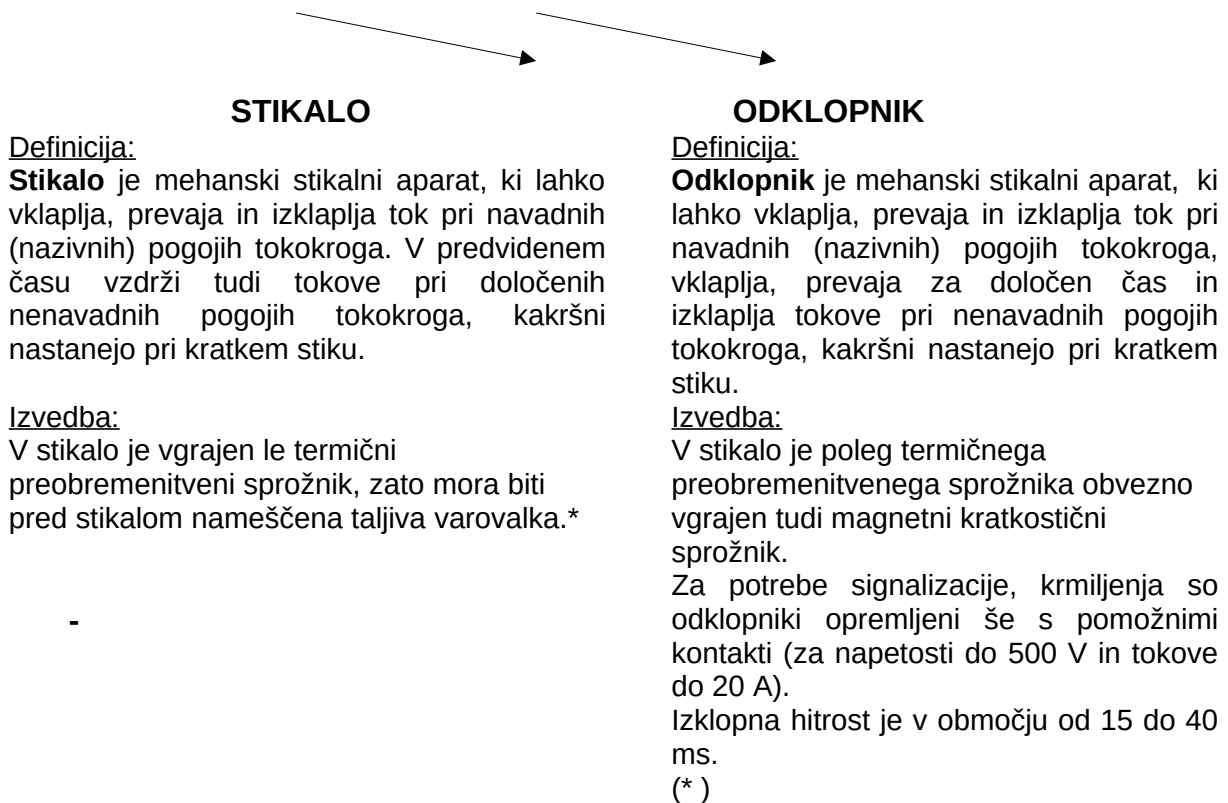 STIKALO
Definicija:
Stikalo je mehanski stikalni aparat, ki lahko
vklaplja, prevaja in izklaplja tok pri navadnih
(nazivnih) pogojih tokokroga. V predvidenem
času vzdrži tudi tokove pri določenih
nenavadnih pogojih tokokroga, kakršni
nastanejo pri kratkem stiku.
Izvedba:
V stikalo je vgrajen le termični
preobremenitveni sprožnik, zato mora biti
pred stikalom nameščena taljiva varovalka.*
-
ODKLOPNIK
Definicija:
Odklopnik je mehanski stikalni aparat, ki
lahko vklaplja, prevaja in izklaplja tok pri
navadnih (nazivnih) pogojih tokokroga,
vklaplja, prevaja za določen čas in
izklaplja tokove pri nenavadnih pogojih
tokokroga, kakršni nastanejo pri kratkem
stiku.
Izvedba:
V stikalo je poleg termičnega
preobremenitvenega sprožnika obvezno
vgrajen tudi magnetni kratkostični
sprožnik.
Za potrebe signalizacije, krmiljenja so
odklopniki opremljeni še s pomožnimi
kontakti (za napetosti do 500 V in tokove
do 20 A).
Izklopna hitrost je v območju od 15 do 40
ms.
(* )